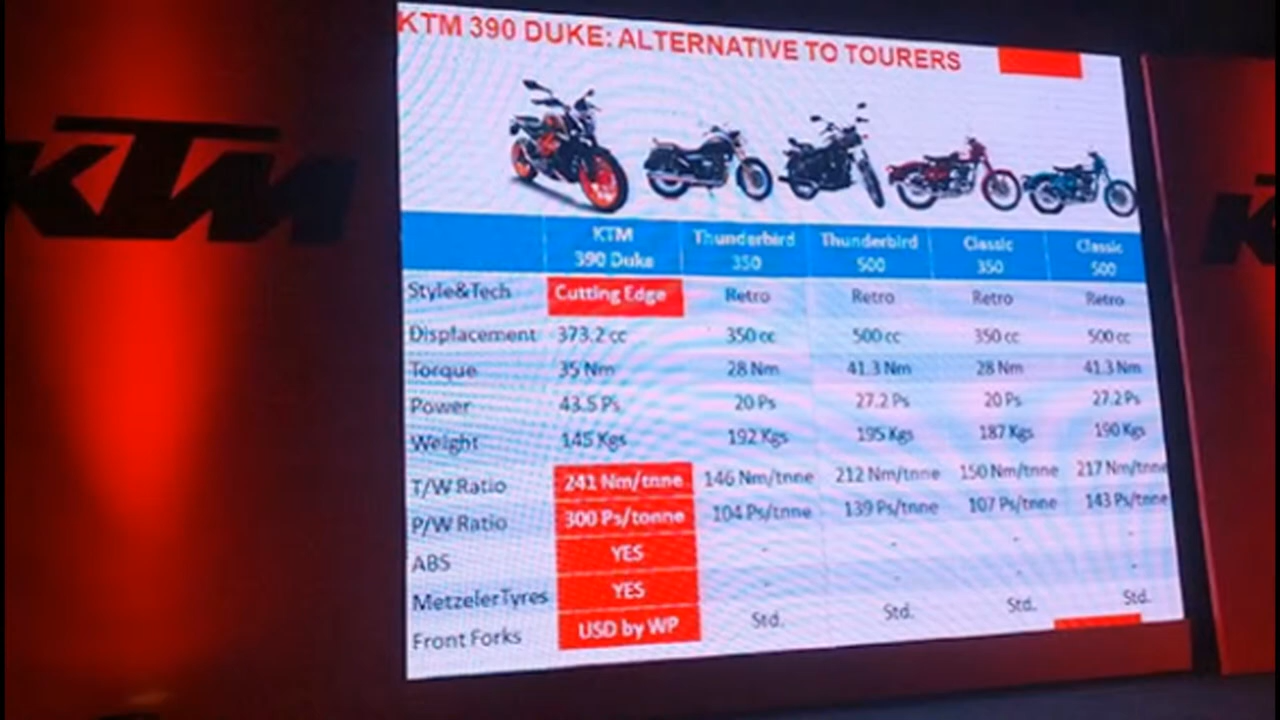 KTM 390 DUKE: ALTERNATIVE TO TOURERS
KTM
KTM 390 Duke Thunderbird 350 Thunderbird 500 Classic 350 Classic 500
Style&Tech Cutting Edge Retro Retro Retro Retro
Displacement 373.2 cc 350 cc 500 cc 350 cc 500 cc
Torque 35 Nm 28 Nm 41.3 Nm 28 Nm 41.3 Nm
Power 43.5 Ps 20 Ps 27.2 Ps 20 Ps 27.2 Ps
Weight 145 Kgs 192 Kgs 195 Kgs 187 Kgs 190 Kgs
T/W Ratio 241 Nm/tnne 146 Nm/tnne 212 Nm/tnne 150 Nm/tnne 217 Nm/tnne
P/W Ratio 300 Ps/tonne 104 Ps/tnne 139 Ps/tnne 107 Ps/tnne 143 Ps/tnne
ABS YES - - - -
MetzelerTyres YES - - - -
Front Forks USD by WP Std. Std. Std. Std.